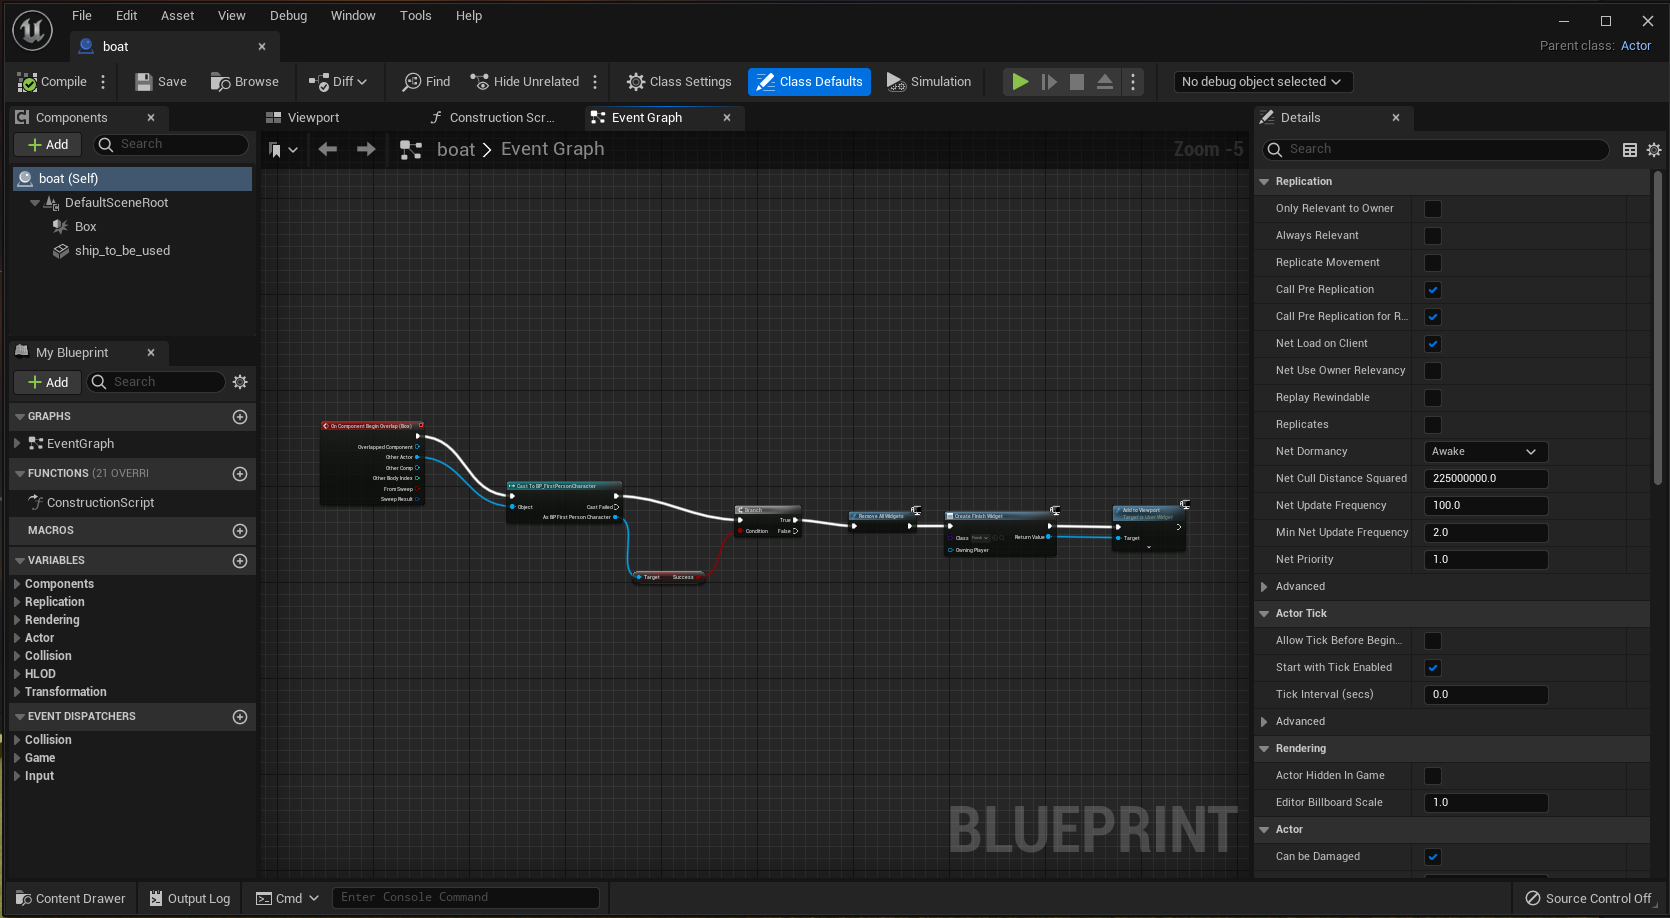 File Edit Asset View Debug Window Tools Help
boat
Parent class: Actor
Compile Save Browse Diff Find Hide Unrelated Class Settings Class Defaults Simulation No debug object selected
Components
Add Search
boat (Self)
DefaultSceneRoot
Box
ship_to_be_used
My Blueprint
Add Search
GRAPHS
EventGraph
FUNCTIONS (21 OVERRI
ConstructionScript
MACROS
VARIABLES
Components
Replication
Rendering
Actor
Collision
HLOD
Transformation
EVENT DISPATCHERS
Collision
Game
Input
Viewport Construction Scr... Event Graph
boat > Event Graph
Zoom -5
On Component Begin Overlap (Box)
Overlapped Component
Other Actor
Other Comp
Other Body Index
From Sweep
Sweep Result
Cast To BP_FirstPersonCharacter
Cast Failed
Object
As BP First Person Character
Target Success
Branch
True
Condition False
Remove All Widgets
Create Finish Widget
Class Finish Return Value
Owning Player
Add to Viewport
Target is User Widget
Target
BLUEPRINT
Details
Search
Replication
Only Relevant to Owner
Always Relevant
Replicate Movement
Call Pre Replication
Call Pre Replication for R...
Net Load on Client
Net Use Owner Relevancy
Replay Rewindable
Replicates
Net Dormancy Awake
Net Cull Distance Squared 225000000.0
Net Update Frequency 100.0
Min Net Update Frequency 2.0
Net Priority 1.0
Advanced
Actor Tick
Allow Tick Before Begin...
Start with Tick Enabled
Tick Interval (secs) 0.0
Advanced
Rendering
Actor Hidden In Game
Editor Billboard Scale 1.0
Actor
Can be Damaged
Content Drawer Output Log Cmd Enter Console Command Source Control Off